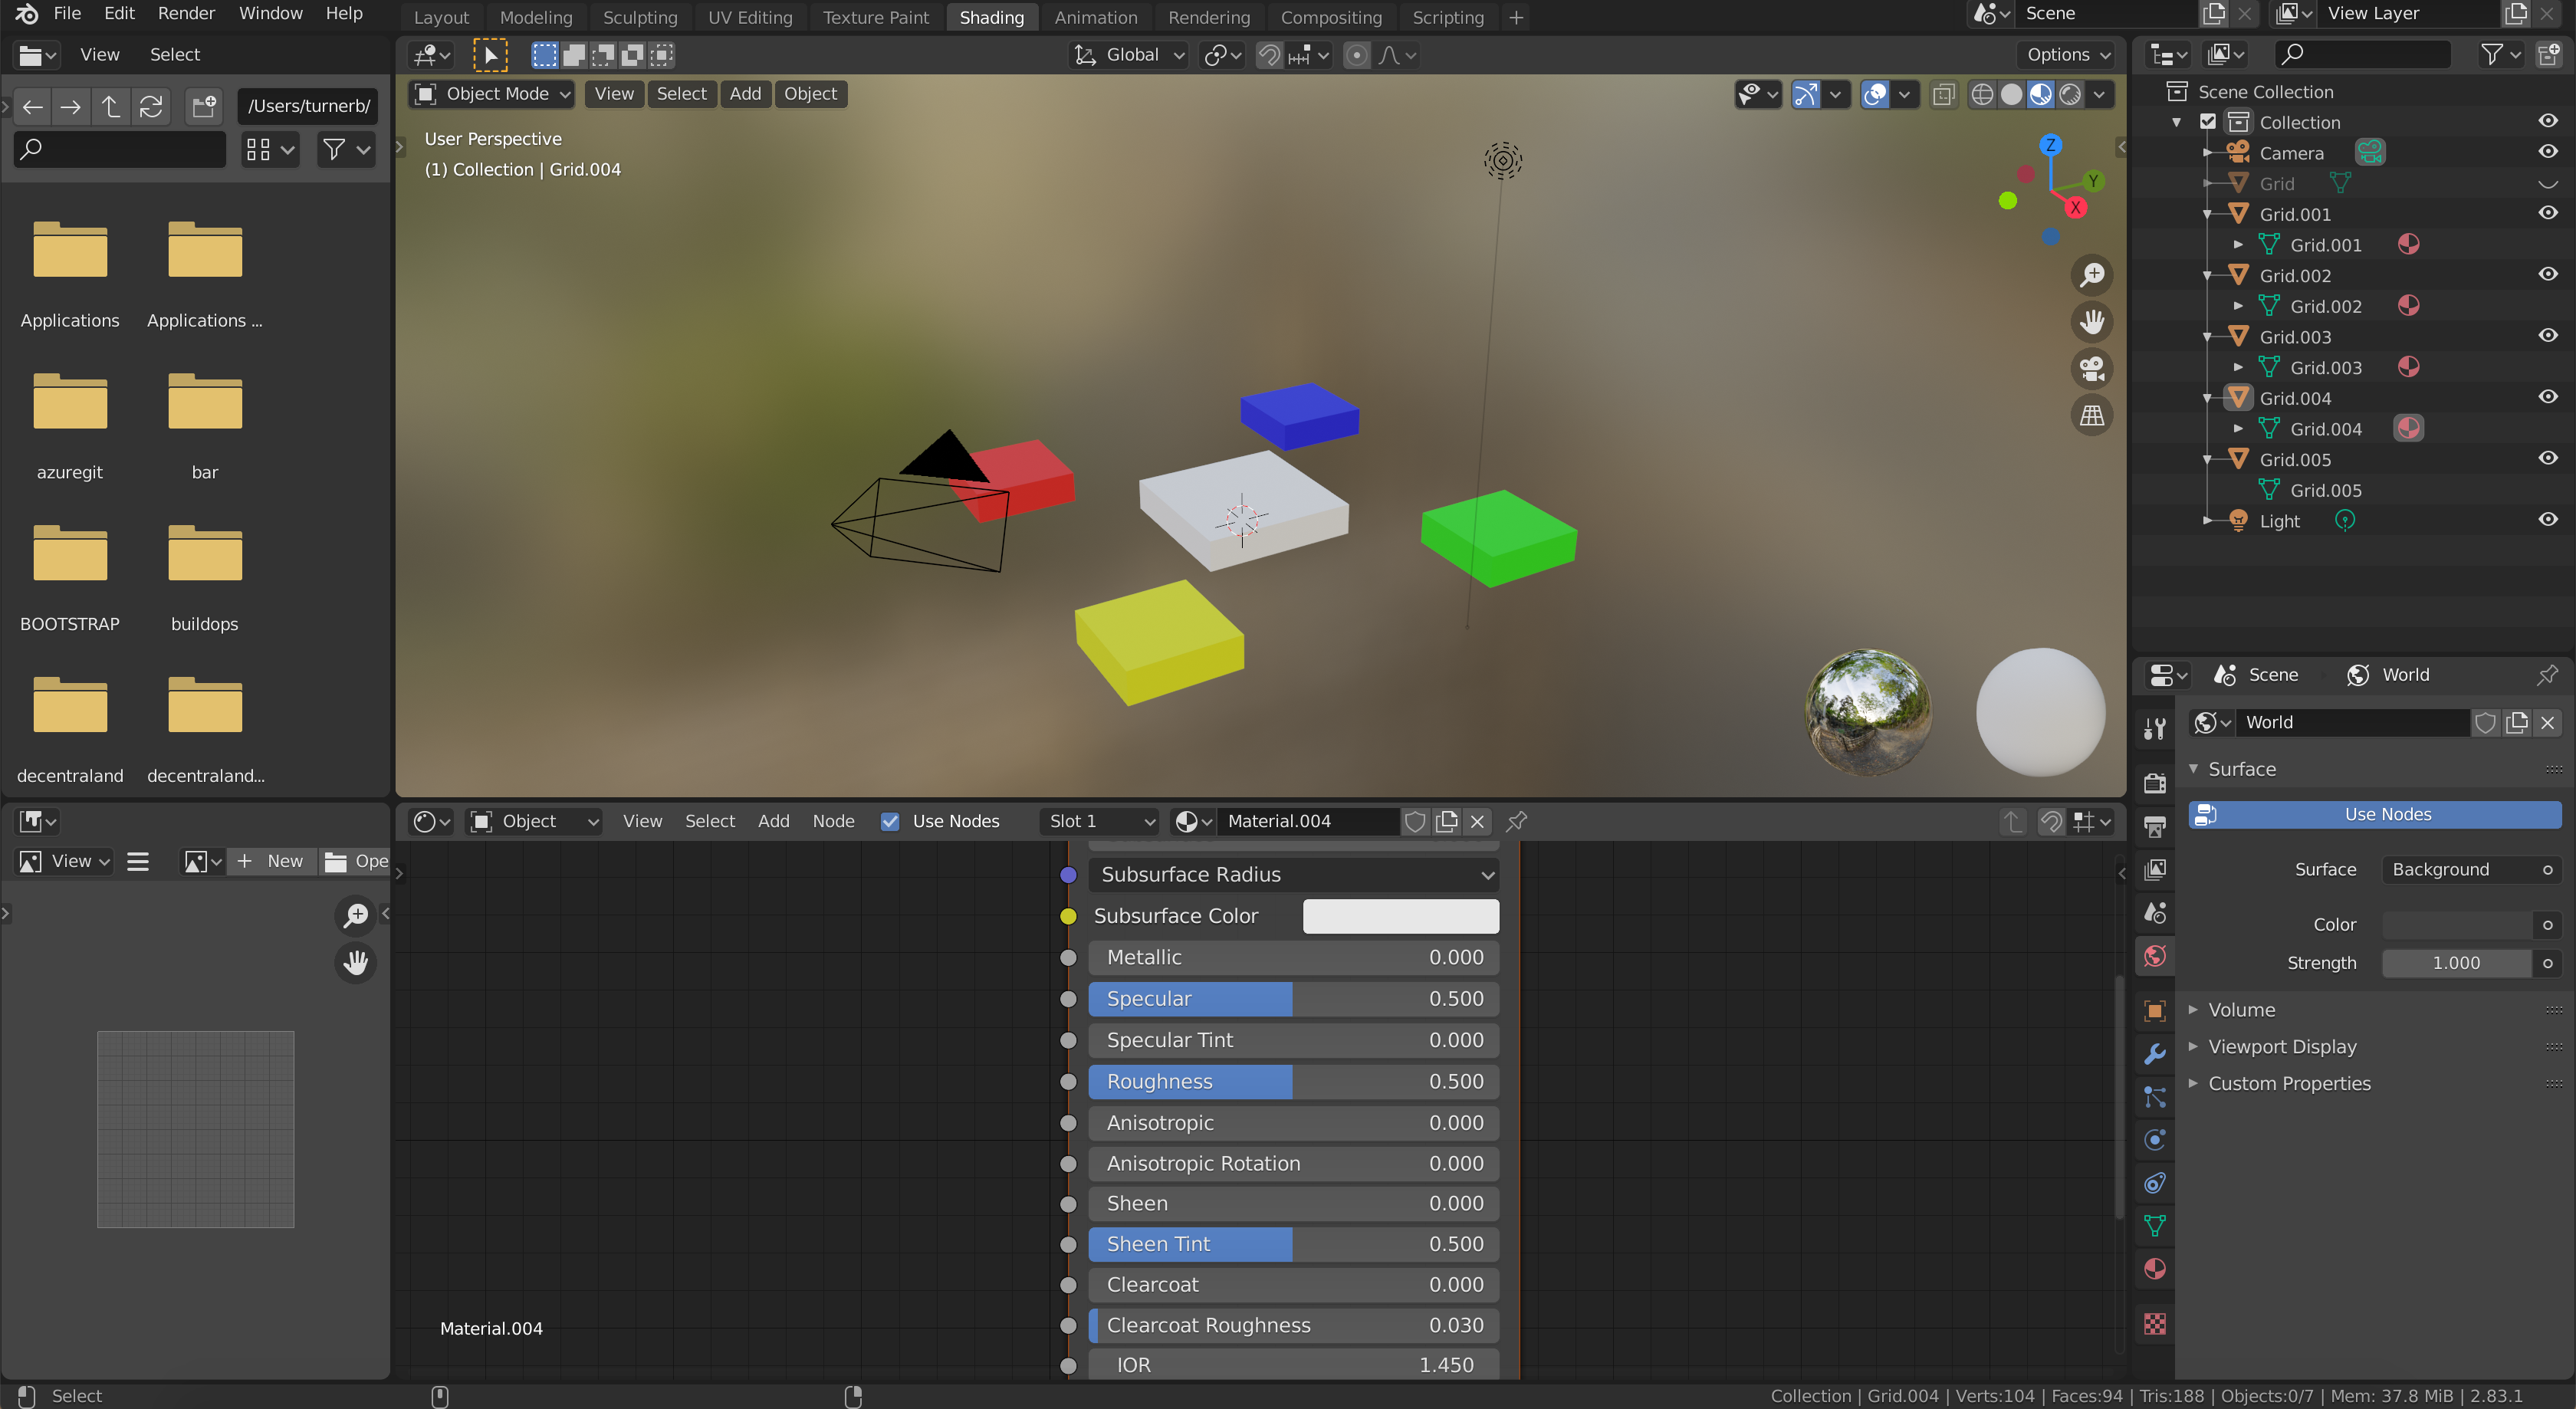 File Edit Render Window Help
Layout Modeling Sculpting UV Editing Texture Paint Shading Animation Rendering Compositing Scripting +
Scene
View Layer
View Select
Global
Options
/Users/turnerb/
Object Mode View Select Add Object
User Perspective
(1) Collection | Grid.004
Z
Y
X
Applications
Applications ...
azuregit
bar
BOOTSTRAP
buildops
decentraland
decentraland...
Scene Collection
Collection
Camera
Grid
Grid.001
Grid.001
Grid.002
Grid.002
Grid.003
Grid.003
Grid.004
Grid.004
Grid.005
Grid.005
Light
Scene World
World
Surface
Use Nodes
Surface Background
Color
Strength 1.000
Volume
Viewport Display
Custom Properties
View + New Ope
Object View Select Add Node Use Nodes Slot 1 Material.004
Subsurface Radius
Subsurface Color
Metallic 0.000
Specular 0.500
Specular Tint 0.000
Roughness 0.500
Anisotropic 0.000
Anisotropic Rotation 0.000
Sheen 0.000
Sheen Tint 0.500
Clearcoat 0.000
Clearcoat Roughness 0.030
IOR 1.450
Material.004
Select
Collection | Grid.004 | Verts:104 | Faces:94 | Tris:188 | Objects:0/7 | Mem: 37.8 MiB | 2.83.1